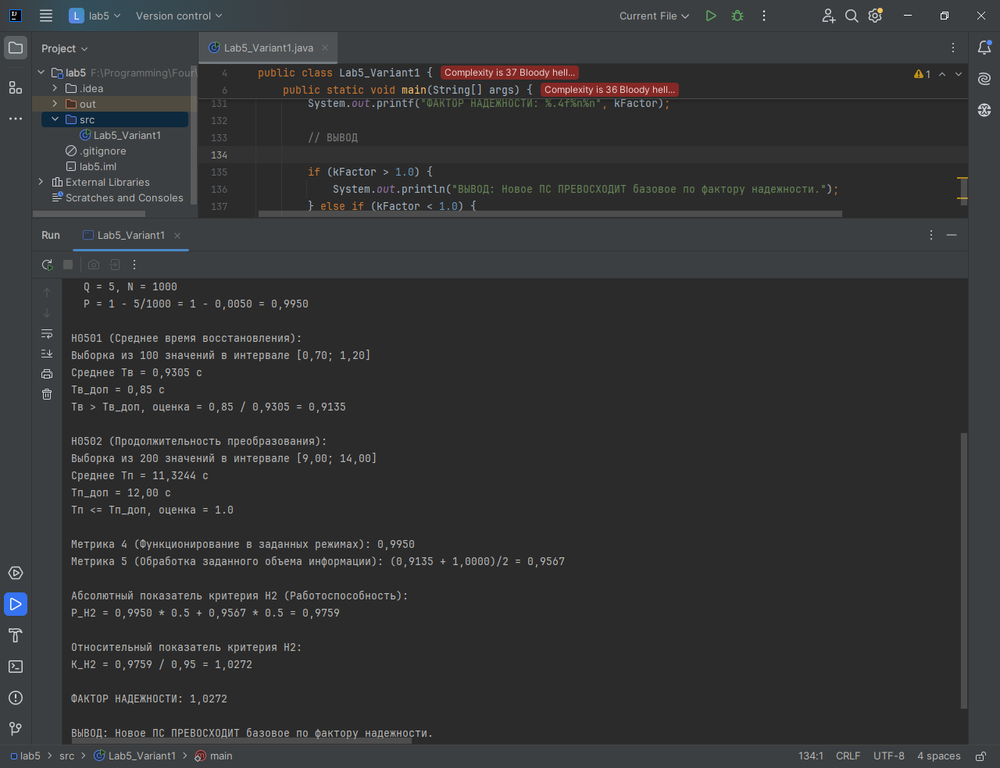 lab5
Version control
Current File
Project
Lab5_Variant1.java
lab5 F:\Programming\Four\
.idea
out
src
Lab5_Variant1
.gitignore
lab5.iml
External Libraries
Scratches and Consoles
4 public class Lab5_Variant1 { Complexity is 37 Bloody hell...
1
6 public static void main(String[] args) { Complexity is 36 Bloody hell...
131 System.out.printf("ФАКТОР НАДЕЖНОСТИ: %.4f%n%n", kFactor);
132
133 // ВЫВОД
134
135 if (kFactor > 1.0) {
136 System.out.println("ВЫВОД: Новое ПС ПРЕВОСХОДИТ базовое по фактору надежности.");
137 } else if (kFactor < 1.0) {
Run
Lab5_Variant1
Q = 5, N = 1000
P = 1 - 5/1000 = 1 - 0,0050 = 0,9950
Н0501 (Среднее время восстановления):
Выборка из 100 значений в интервале [0,70; 1,20]
Среднее Тв = 0,9305 с
Тв_доп = 0,85 с
Тв > Тв_доп, оценка = 0,85 / 0,9305 = 0,9135
Н0502 (Продолжительность преобразования):
Выборка из 200 значений в интервале [9,00; 14,00]
Среднее Тп = 11,3244 с
Тп_доп = 12,00 с
Тп <= Тп_доп, оценка = 1.0
Метрика 4 (Функционирование в заданных режимах): 0,9950
Метрика 5 (Обработка заданного объема информации): (0,9135 + 1,0000)/2 = 0,9567
Абсолютный показатель критерия Н2 (Работоспособность):
Р_Н2 = 0,9950 * 0.5 + 0,9567 * 0.5 = 0,9759
Относительный показатель критерия Н2:
К_Н2 = 0,9759 / 0,95 = 1,0272
ФАКТОР НАДЕЖНОСТИ: 1,0272
ВЫВОД: Новое ПС ПРЕВОСХОДИТ базовое по фактору надежности.
lab5 > src > Lab5_Variant1 > main
134:1 CRLF UTF-8 4 spaces